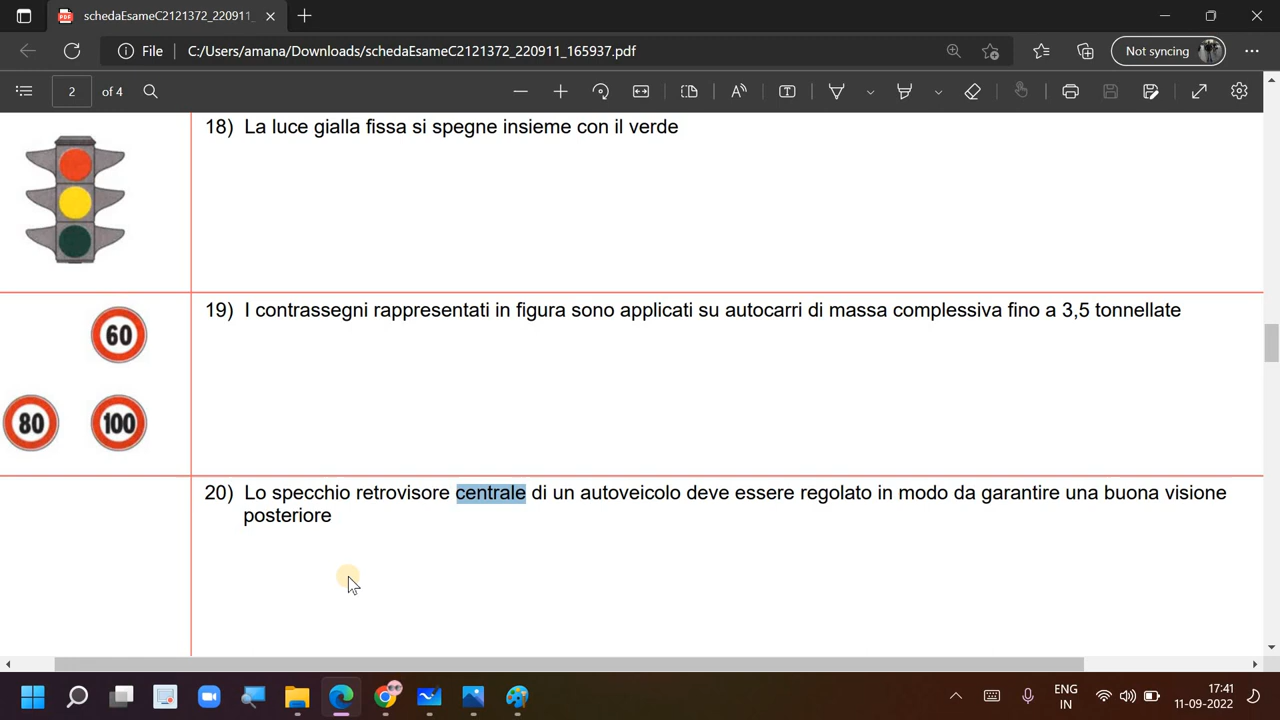 schedaEsameC2121372_220911_
File C:/Users/amana/Downloads/schedaEsameC2121372_220911_165937.pdf Not syncing
2 of 4
18) La luce gialla fissa si spegne insieme con il verde
19) I contrassegni rappresentati in figura sono applicati su autocarri di massa complessiva fino a 3,5 tonnellate
60
80 100
20) Lo specchio retrovisore centrale di un autoveicolo deve essere regolato in modo da garantire una buona visione
posteriore
ENG 17:41
IN 11-09-2022